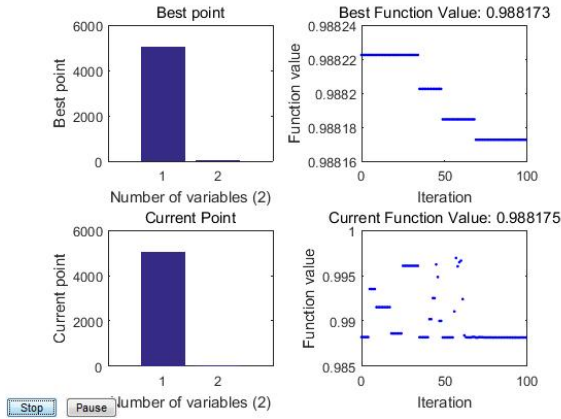 Best point
6000
4000
2000
0
Best point
1 2
Number of variables (2)
Best Function Value: 0.988173
0.98824
0.98822
0.9882
0.98818
0.98816
Function value
0 50 100
Iteration
Current Point
6000
4000
2000
0
Current point
1 2
Number of variables (2)
Current Function Value: 0.988175
1
0.995
0.99
0.985
Function value
0 50 100
Iteration
Stop Pause